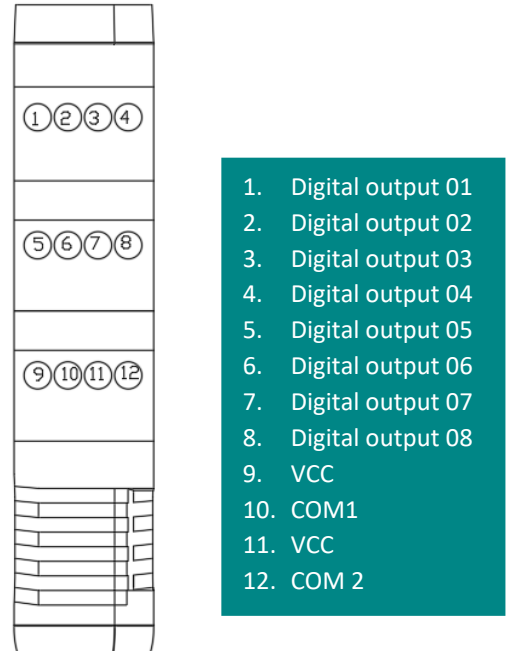 1 2 3 4
5 6 7 8
9 10 11 12
1. Digital output 01
2. Digital output 02
3. Digital output 03
4. Digital output 04
5. Digital output 05
6. Digital output 06
7. Digital output 07
8. Digital output 08
9. VCC
10. COM1
11. VCC
12. COM 2